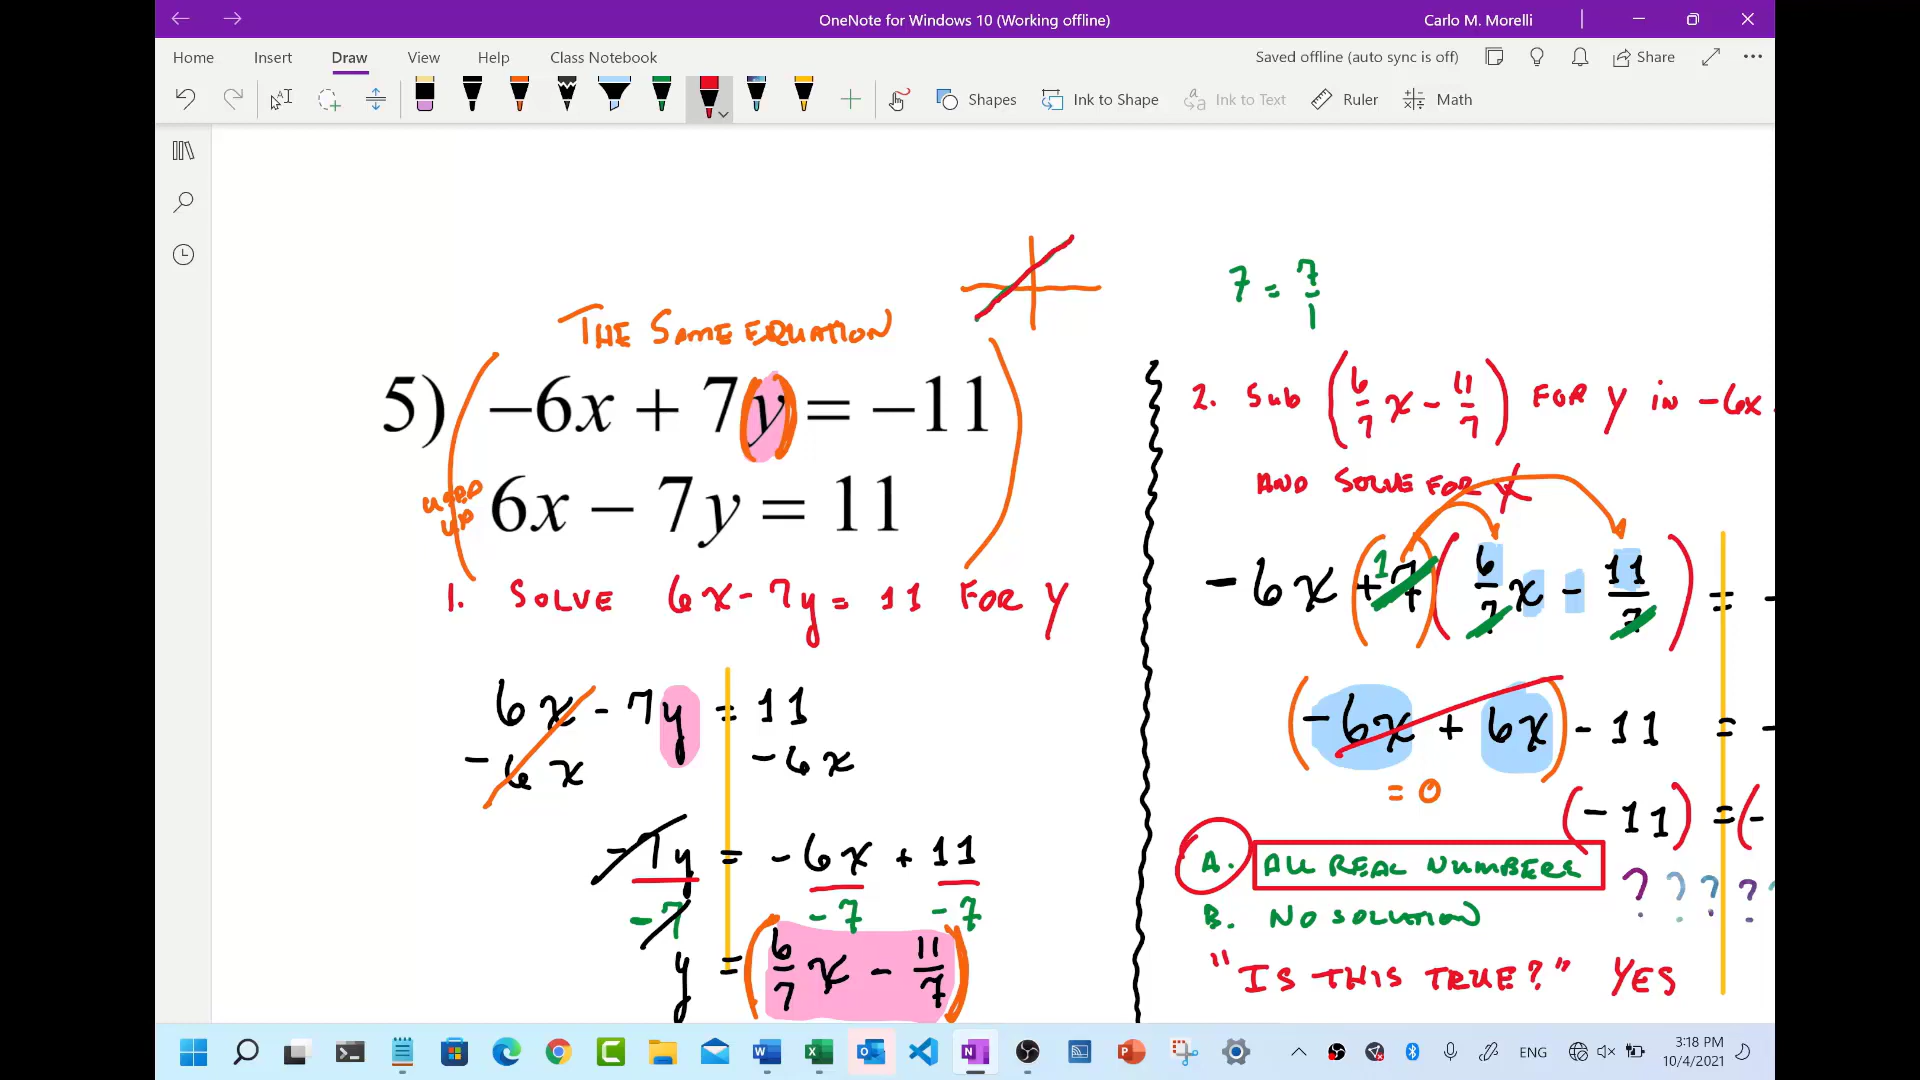 OneNote for Windows 10 (Working offline)
Carlo M. Morelli
Home Insert Draw View Help Class Notebook
Saved offline (auto sync is off) Share
Shapes Ink to Shape Ink to Text Ruler Math
THE SAME EQUATION
5) −6x + 7y = −11
6x − 7y = 11
USED UP
1. SOLVE 6x - 7y = 11 FOR y
6x - 7y = 11
-6x -6x
-7y = -6x + 11
-7 -7 -7
y = (6/7 x - 11/7)
7 = 7/1
2. SUB (6/7 x - 11/7) FOR y in -6x
AND SOLVE FOR X
-6x (+7) 1 (6/7 x - 11/7) = -
(-6x + 6x) - 11 = -
= 0
(-11) = (-
A. ALL REAL NUMBERS ? ? ? ?
B. NO SOLUTION
"IS THIS TRUE?" YES
ENG
3:18 PM
10/4/2021